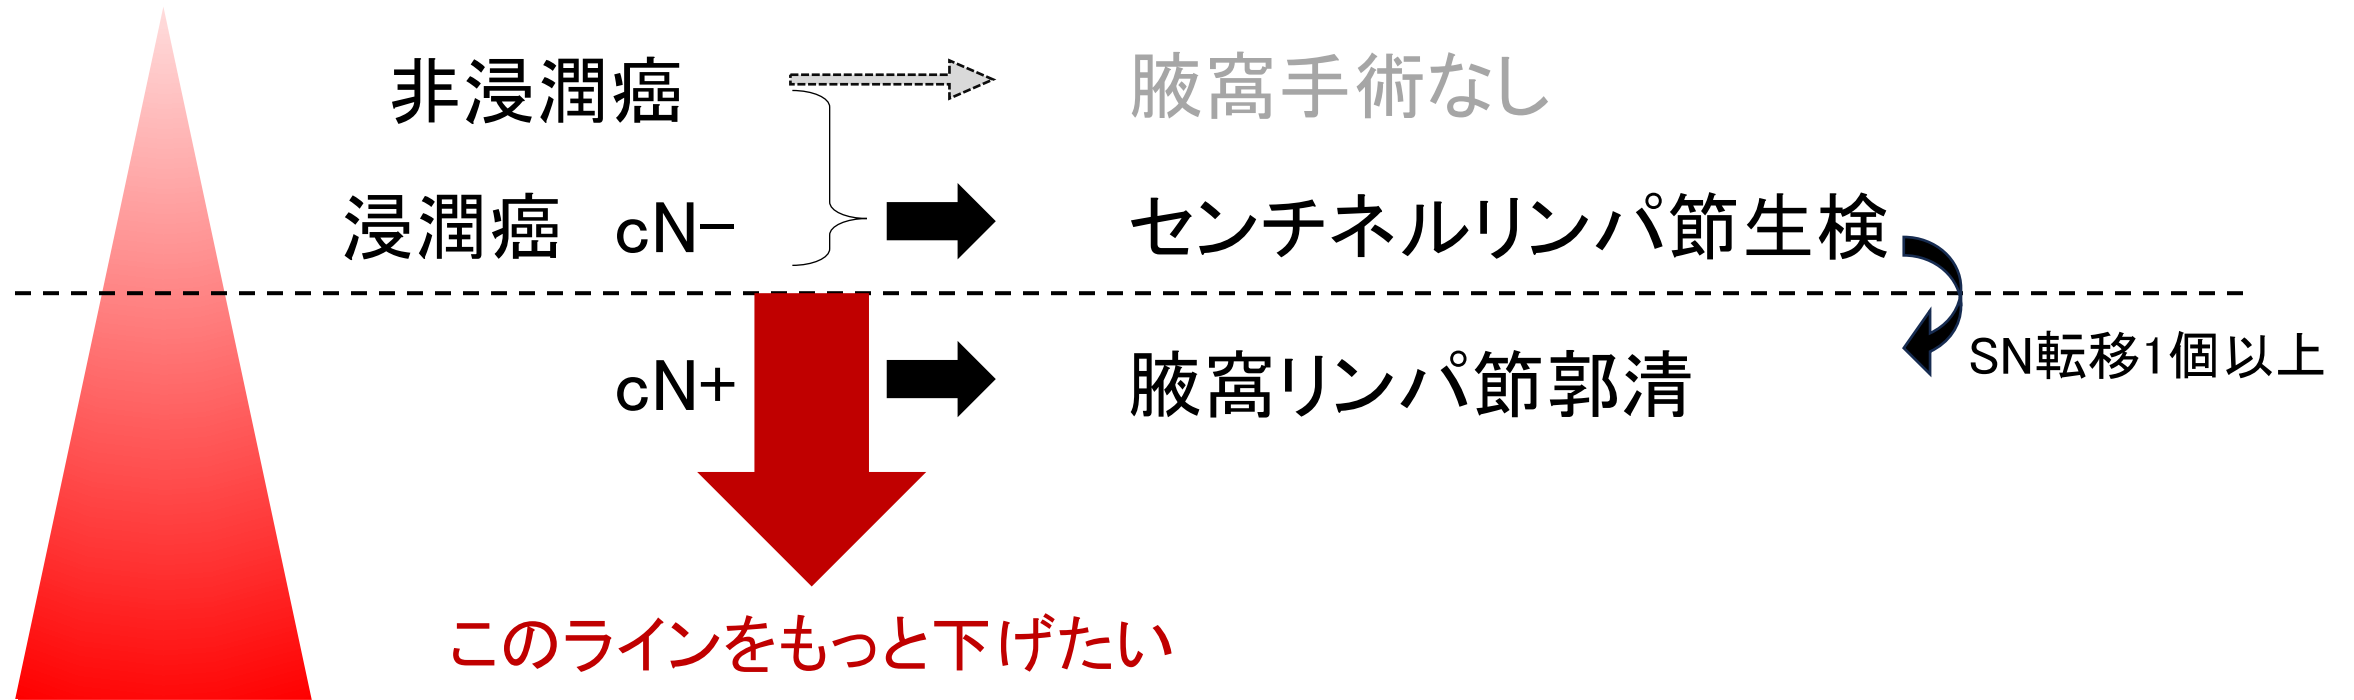 非浸潤癌
腋窩手術なし
浸潤癌 cN−
センチネルリンパ節生検
cN+
腋窩リンパ節郭清
SN転移1個以上
このラインをもっと下げたい